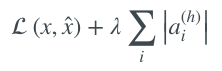 ℒ (x, x̂) + λ ∑ᵢ |aᵢ⁽ʰ⁾|